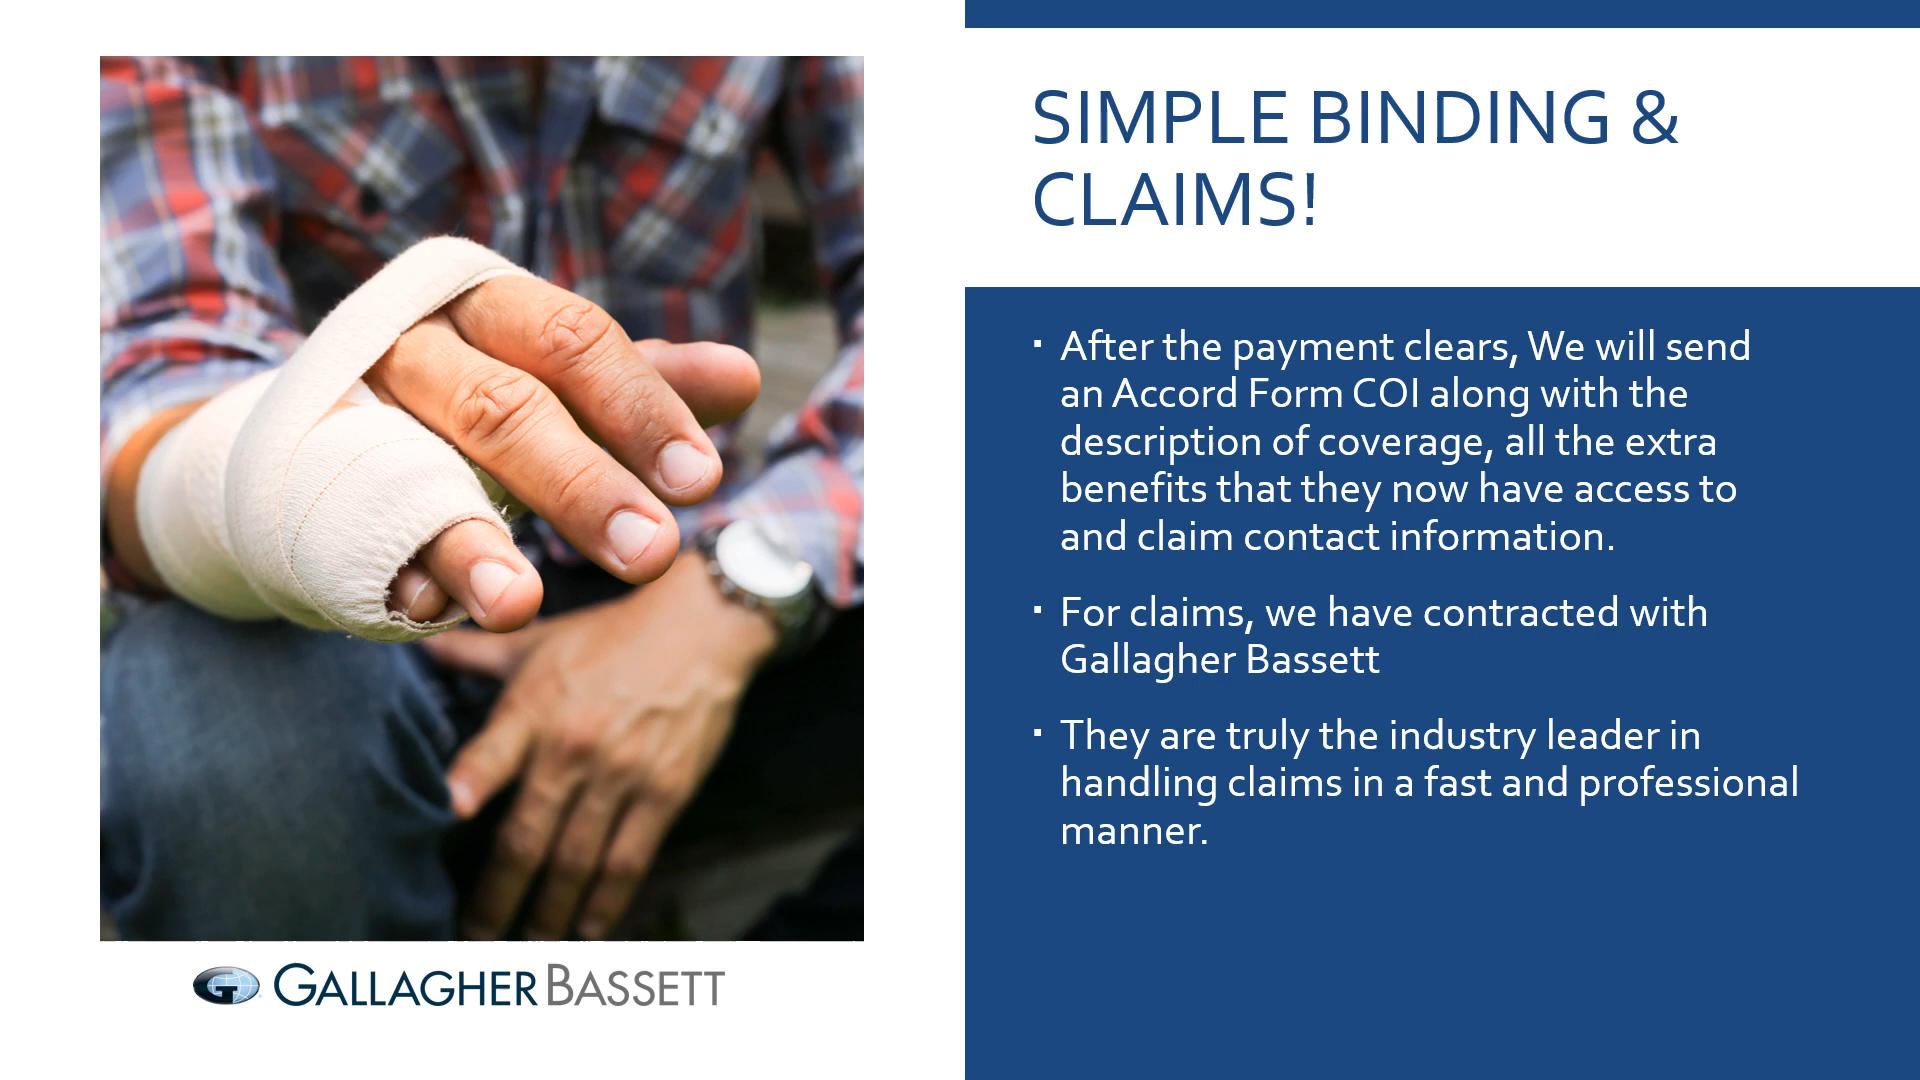 SIMPLE BINDING &
CLAIMS!
▪ After the payment clears, We will send
an Accord Form COI along with the
description of coverage, all the extra
benefits that they now have access to
and claim contact information.
▪ For claims, we have contracted with
Gallagher Bassett
▪ They are truly the industry leader in
handling claims in a fast and professional
manner.
GALLAGHER BASSETT